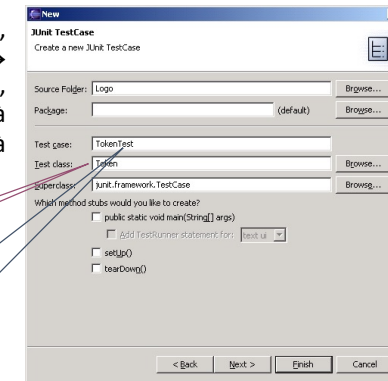 New
JUnit TestCase
Create a new JUnit TestCase
Source Folder: Logo Browse...
Package: (default) Browse...
Test case: TokenTest
Test class: Token Browse...
Superclass: junit.framework.TestCase Browse...
Which method stubs would you like to create?
public static void main(String[] args)
Add TestRunner statement for: text ui
setUp()
tearDown()
< Back Next > Finish Cancel